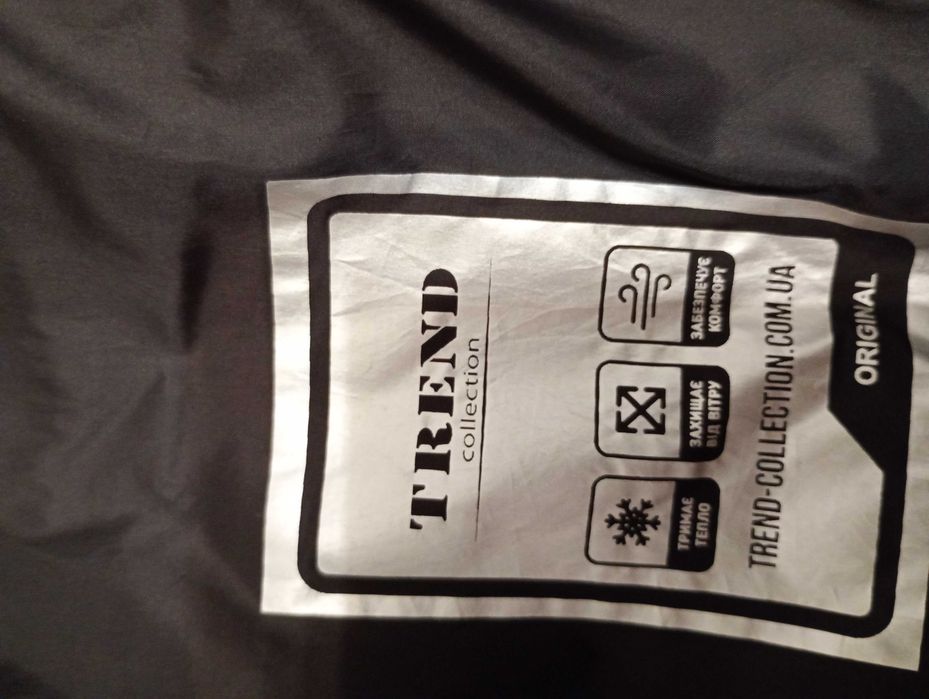 TREND
collection
ТРИМАЄ
ТЕПЛО
ЗАХИЩАЄ
ВІД ВІТРУ
ЗАБЕЗПЕЧУЄ
КОМФОРТ
TREND-COLLECTION.COM.UA
ORIGINAL